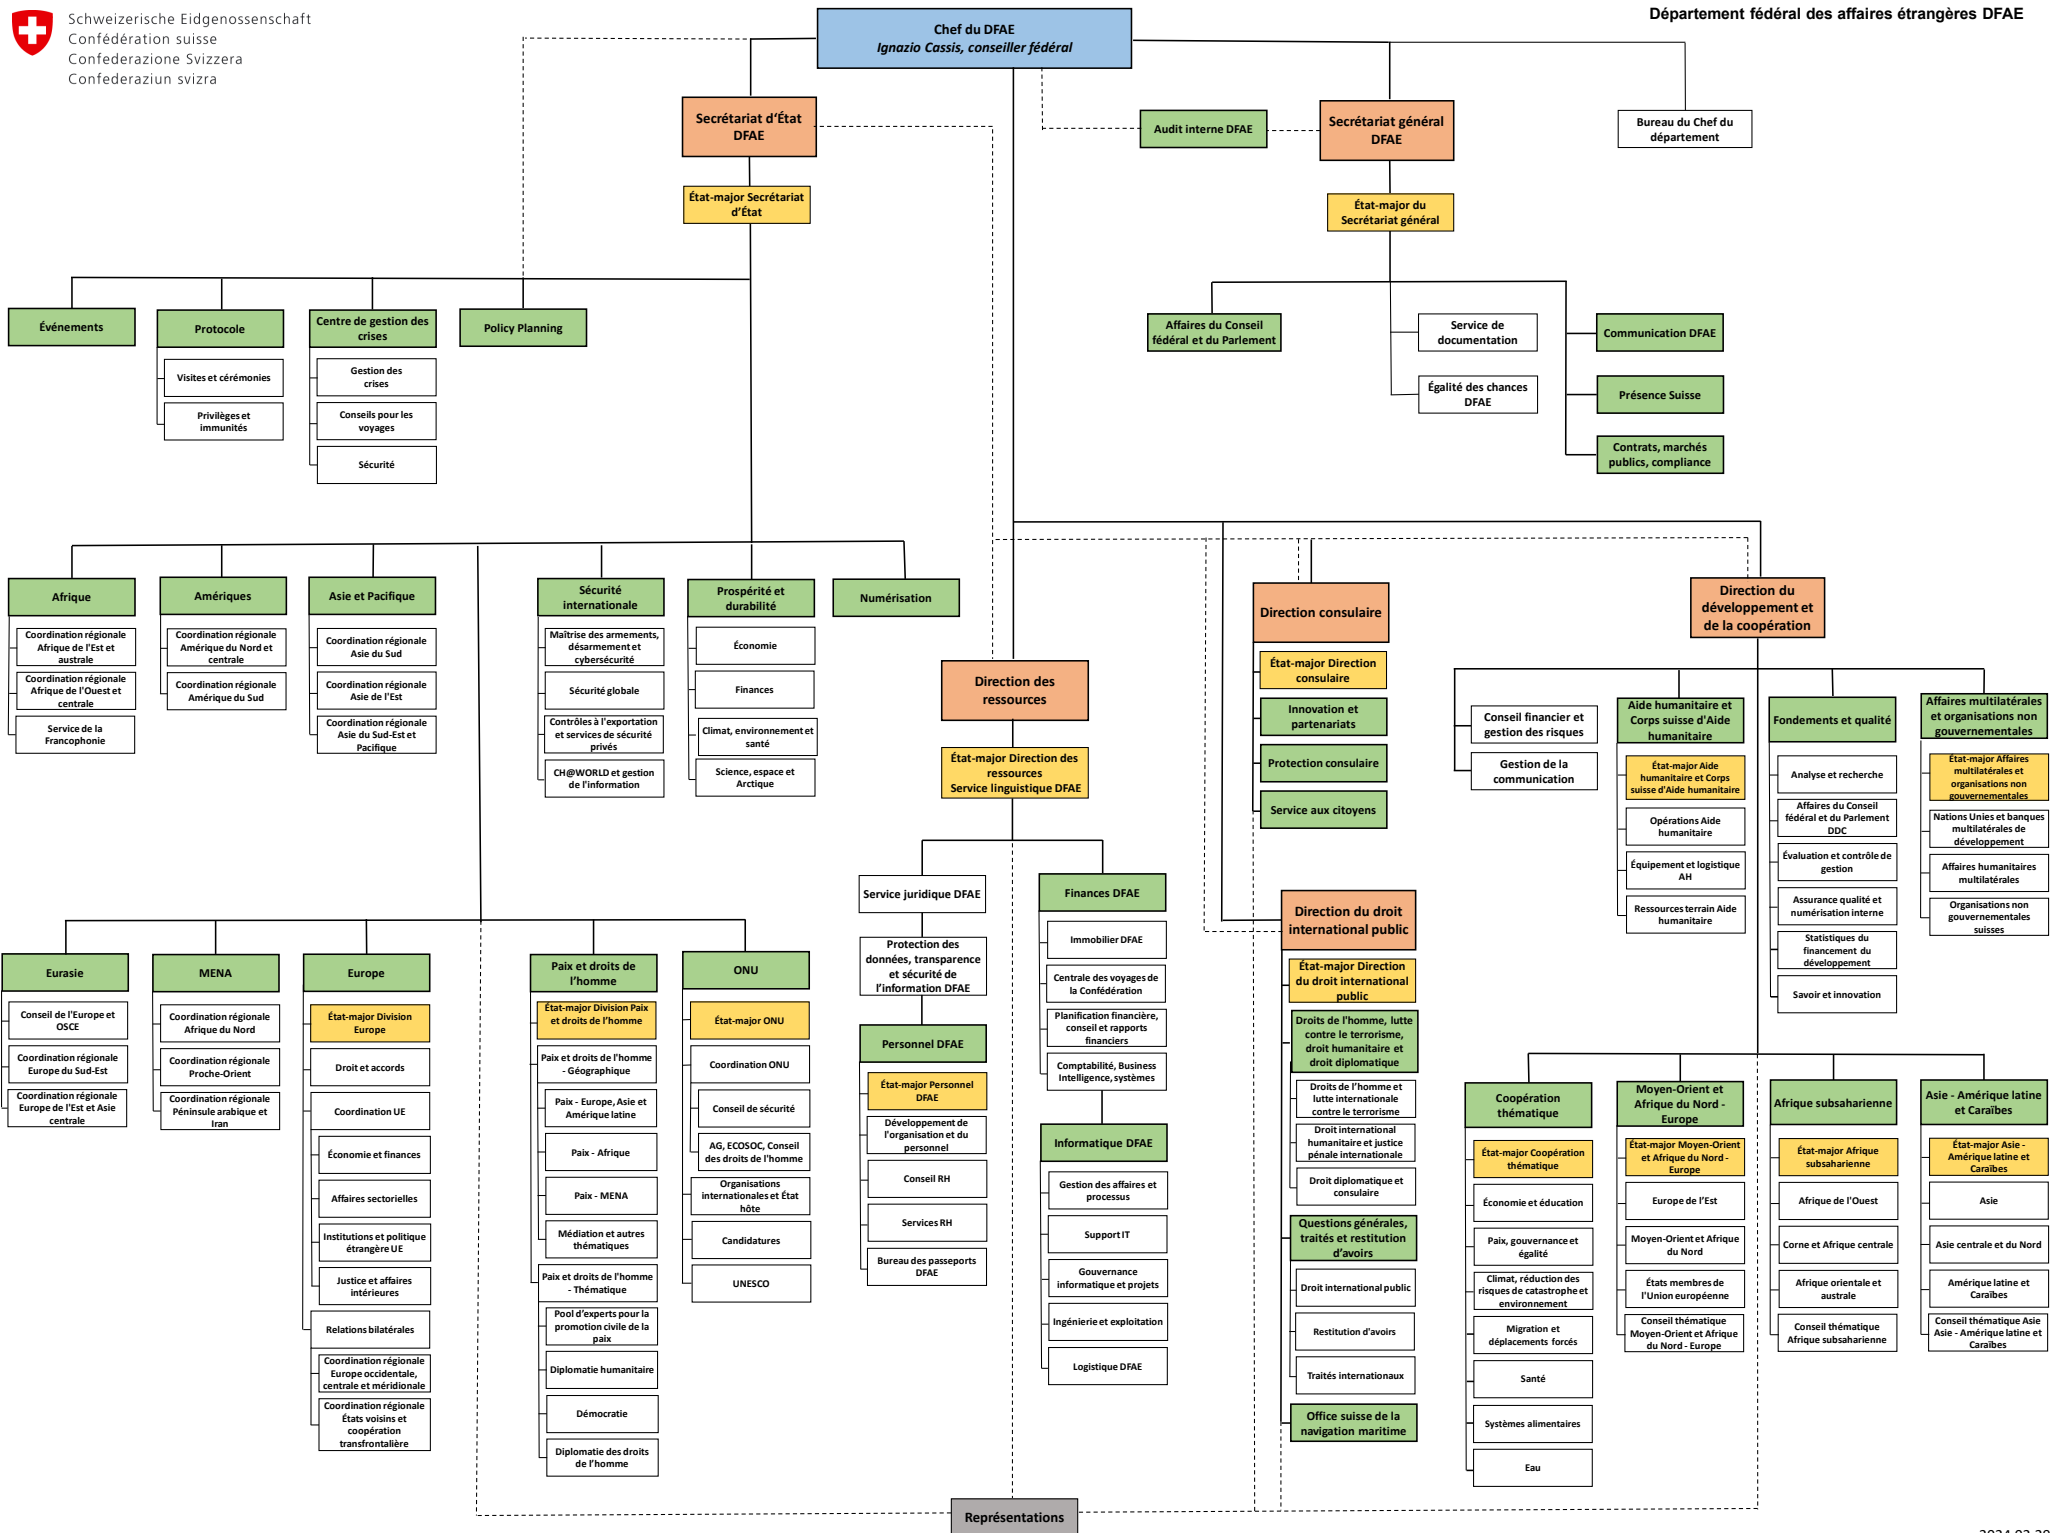 Schweizerische Eidgenossenschaft
Confédération suisse
Confederazione Svizzera
Confederaziun svizra
Département fédéral des affaires étrangères DFAE
Chef du DFAE
Ignazio Cassis, conseiller fédéral
Secrétariat d'État
DFAE
Audit interne DFAE
Secrétariat général
DFAE
Bureau du Chef du
département
État-major Secrétariat
d'État
État-major du
Secrétariat général
Événements
Protocole
Visites et cérémonies
Privilèges et
immunités
Centre de gestion des
crises
Gestion des
crises
Conseils pour les
voyages
Sécurité
Policy Planning
Affaires du Conseil
fédéral et du Parlement
Service de
documentation
Égalité des chances
DFAE
Communication DFAE
Présence Suisse
Contrats, marchés
publics, compliance
Afrique
Coordination régionale
Afrique de l'Est et
australe
Coordination régionale
Afrique de l'Ouest et
centrale
Service de la
Francophonie
Amériques
Coordination régionale
Amérique du Nord et
centrale
Coordination régionale
Amérique du Sud
Asie et Pacifique
Coordination régionale
Asie du Sud
Coordination régionale
Asie de l'Est
Coordination régionale
Asie du Sud-Est et
Pacifique
Sécurité
internationale
Maîtrise des armements,
désarmement et
cybersécurité
Sécurité globale
Contrôles à l'exportation
et services de sécurité
privés
CH@WORLD et gestion
de l'information
Prospérité et
durabilité
Économie
Finances
Climat, environnement et
santé
Science, espace et
Arctique
Numérisation
Direction des
ressources
État-major Direction des
ressources
Service linguistique DFAE
Service juridique DFAE
Protection des
données, transparence
et sécurité de
l'information DFAE
Personnel DFAE
État-major Personnel
DFAE
Développement de
l'organisation et du
personnel
Conseil RH
Services RH
Bureau des passeports
DFAE
Finances DFAE
Immobilier DFAE
Centrale des voyages de
la Confédération
Planification financière,
conseil et rapports
financiers
Comptabilité, Business
Intelligence, systèmes
Informatique DFAE
Gestion des affaires et
processus
Support IT
Gouvernance
informatique et projets
Ingénierie et exploitation
Logistique DFAE
Direction consulaire
État-major Direction
consulaire
Innovation et
partenariats
Protection consulaire
Service aux citoyens
Direction du droit
international public
État-major Direction
du droit international
public
Droits de l'homme, lutte
contre le terrorisme,
droit humanitaire et
droit diplomatique
Droits de l'homme et
lutte internationale
contre le terrorisme
Droit international
humanitaire et justice
pénale internationale
Droit diplomatique et
consulaire
Questions générales,
traités et restitution
d'avoirs
Droit international public
Restitution d'avoirs
Traités internationaux
Office suisse de la
navigation maritime
Direction du
développement et
de la coopération
Conseil financier et
gestion des risques
Gestion de la
communication
Aide humanitaire et
Corps suisse d'Aide
humanitaire
État-major Aide
humanitaire et Corps
suisse d'Aide humanitaire
Opérations Aide
humanitaire
Équipement et logistique
AH
Ressources terrain Aide
humanitaire
Fondements et qualité
Analyse et recherche
Affaires du Conseil
fédéral et du Parlement
DDC
Évaluation et contrôle de
gestion
Assurance qualité et
numérisation interne
Statistiques du
financement du
développement
Savoir et innovation
Affaires multilatérales
et organisations non
gouvernementales
État-major Affaires
multilatérales et
organisations non
gouvernementales
Nations Unies et banques
multilatérales de
développement
Affaires humanitaires
multilatérales
Organisations non
gouvernementales
suisses
Eurasie
Conseil de l'Europe et
OSCE
Coordination régionale
Europe du Sud-Est
Coordination régionale
Europe de l'Est et Asie
centrale
MENA
Coordination régionale
Afrique du Nord
Coordination régionale
Proche-Orient
Coordination régionale
Péninsule arabique et
Iran
Europe
État-major Division
Europe
Droit et accords
Coordination UE
Économie et finances
Affaires sectorielles
Institutions et politique
étrangère UE
Justice et affaires
intérieures
Relations bilatérales
Coordination régionale
Europe occidentale,
centrale et méridionale
Coordination régionale
États voisins et
coopération
transfrontalière
Paix et droits de
l'homme
État-major Division Paix
et droits de l'homme
Paix et droits de l'homme
- Géographique
Paix - Europe, Asie et
Amérique latine
Paix - Afrique
Paix - MENA
Médiation et autres
thématiques
Paix et droits de l'homme
- Thématique
Pool d'experts pour la
promotion civile de la
paix
Diplomatie humanitaire
Démocratie
Diplomatie des droits
de l'homme
ONU
État-major ONU
Coordination ONU
Conseil de sécurité
AG, ECOSOC, Conseil
des droits de l'homme
Organisations
internationales et État
hôte
Candidatures
UNESCO
Coopération
thématique
État-major Coopération
thématique
Économie et éducation
Paix, gouvernance et
égalité
Climat, réduction des
risques de catastrophe et
environnement
Migration et
déplacements forcés
Santé
Systèmes alimentaires
Eau
Moyen-Orient et
Afrique du Nord -
Europe
État-major Moyen-Orient
et Afrique du Nord -
Europe
Europe de l'Est
Moyen-Orient et Afrique
du Nord
États membres de
l'Union européenne
Conseil thématique
Moyen-Orient et Afrique
du Nord - Europe
Afrique subsaharienne
État-major Afrique
subsaharienne
Afrique de l'Ouest
Corne et Afrique centrale
Afrique orientale et
australe
Conseil thématique
Afrique subsaharienne
Asie - Amérique latine
et Caraïbes
État-major Asie -
Amérique latine et
Caraïbes
Asie
Asie centrale et du Nord
Amérique latine et
Caraïbes
Conseil thématique Asie
Asie - Amérique latine et
Caraïbes
Représentations